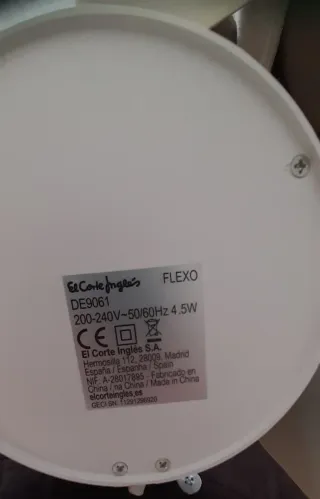 El Corte Inglés FLEXO
DE9061
200-240V~50/60Hz 4.5W
CE
El Corte Inglés S.A.
Hermosilla 112, 28009, Madrid
España / Espanha / Spain
NIF: A-28017895 - Fabricado en
China / na China / Made in China
elcorteingles.es